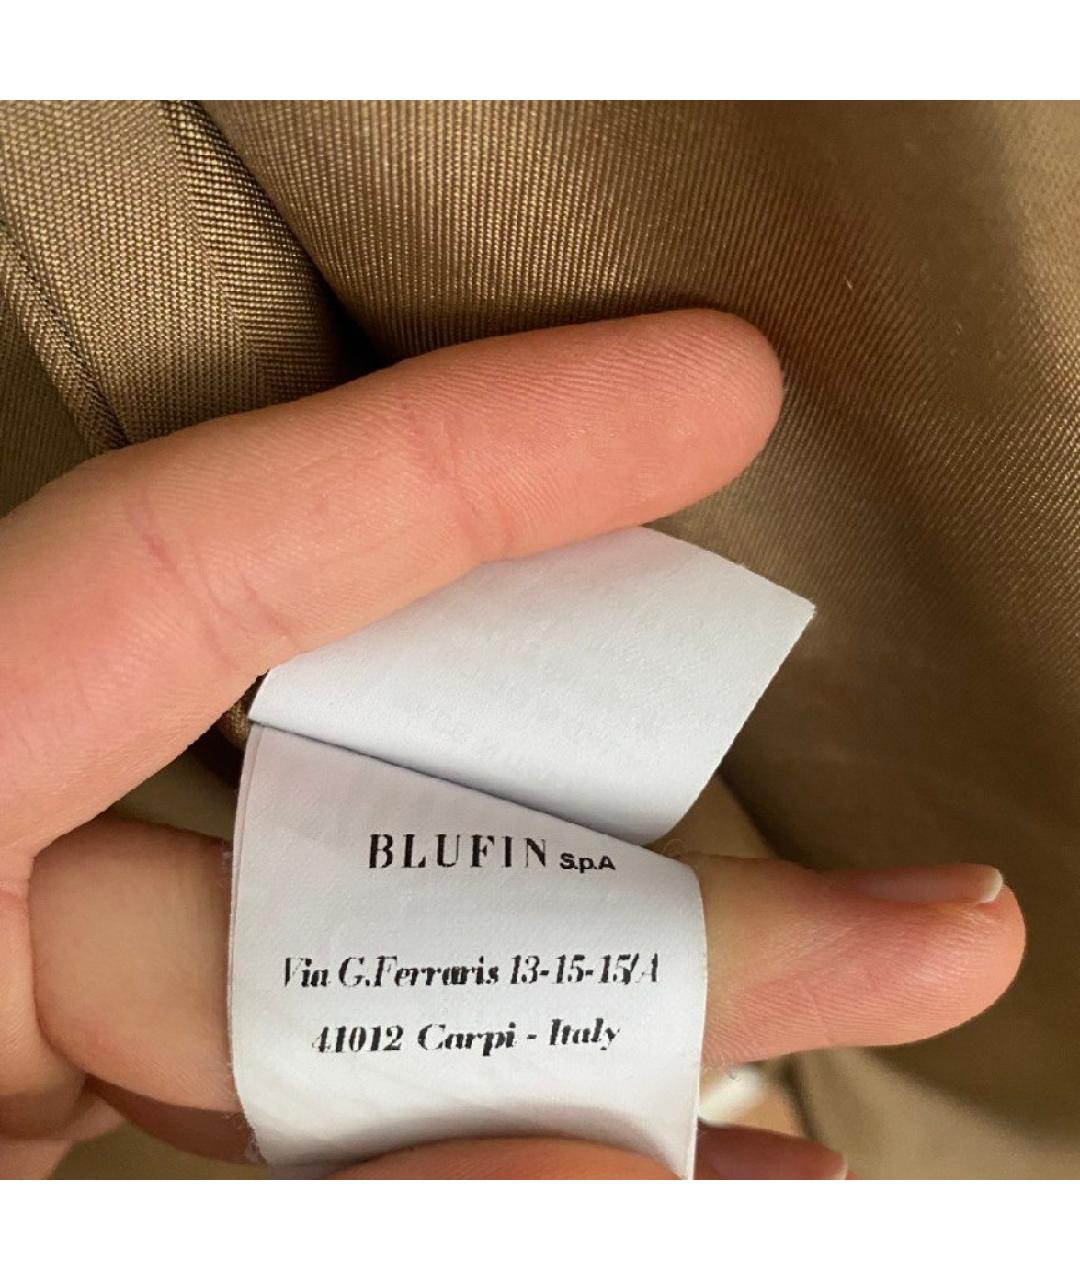 BLUFIN S.p.A
Via G.Ferraris 13-15-15/A
41012 Carpi - Italy